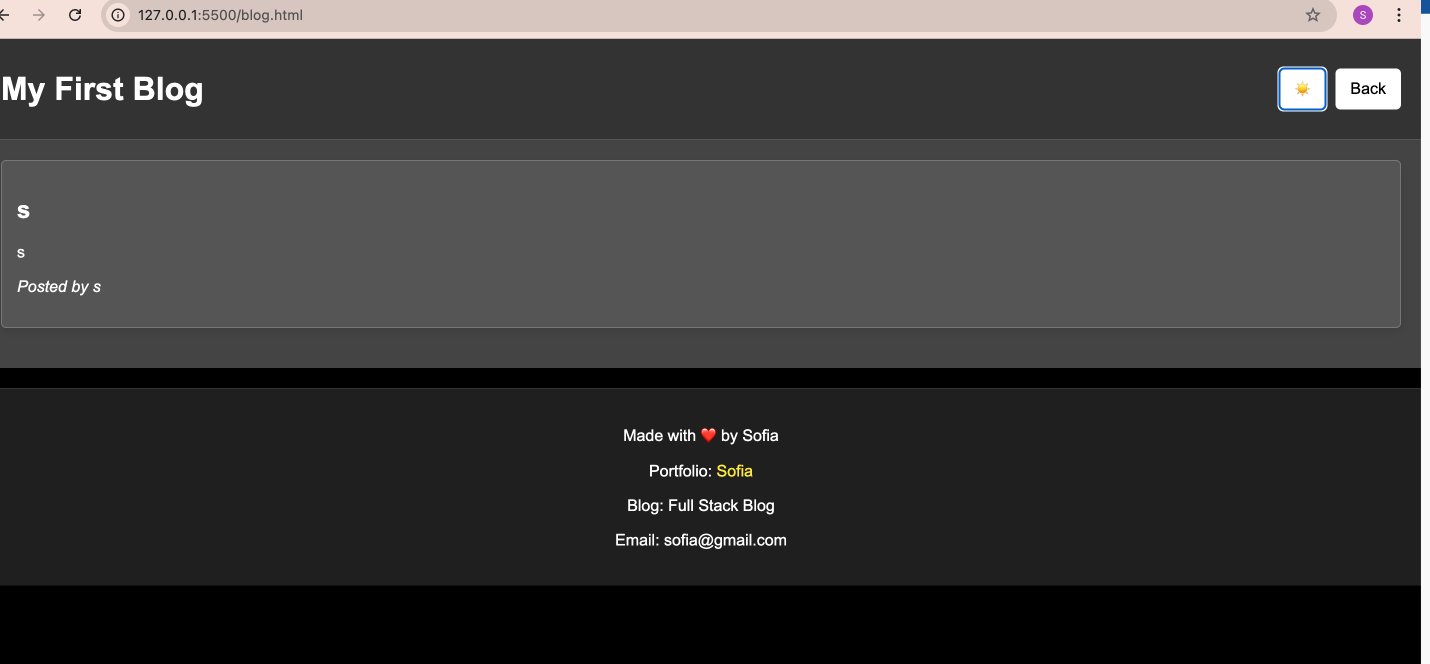 127.0.0.1:5500/blog.html
S
My First Blog
Back
s
s
Posted by s
Made with ❤️ by Sofia
Portfolio: Sofia
Blog: Full Stack Blog
Email: sofia@gmail.com